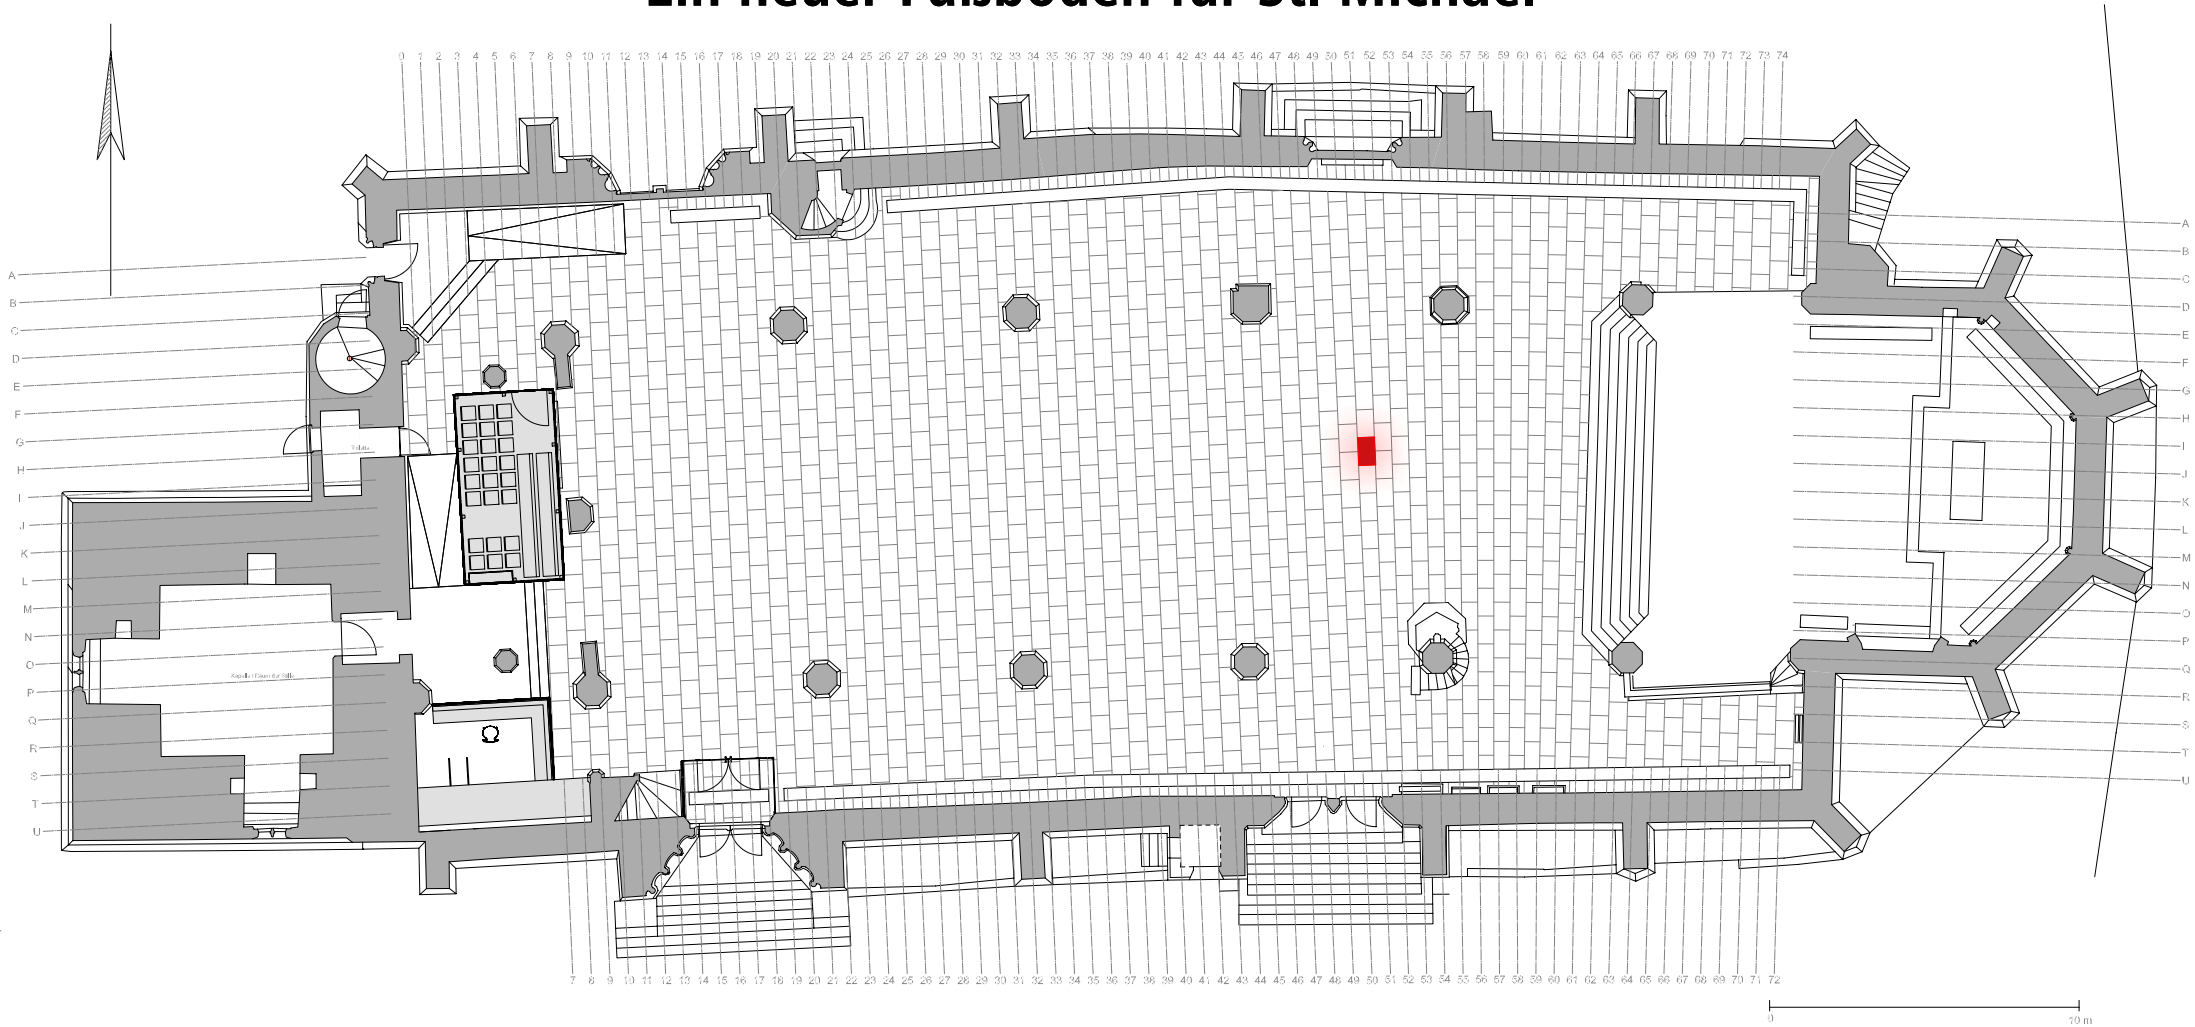 Ein neuer Fußboden für St. Michael
0 1 2 3 4 5 6 7 8 9 10 11 12 13 14 15 16 17 18 19 20 21 22 23 24 25 26 27 28 29 30 31 32 33 34 35 36 37 38 39 40 41 42 43 44 45 46 47 48 49 50 51 52 53 54 55 56 57 58 59 60 61 62 63 64 65 66 67 68 69 70 71 72 73 74
A
B
C
D
E
F
G
H
I
J
K
L
M
N
O
P
Q
R
S
T
U
A
B
C
D
E
F
G
H
I
J
K
L
M
N
O
P
Q
R
S
T
U
Kapelle / Raum der Stille
7 8 9 10 11 12 13 14 15 16 17 18 19 20 21 22 23 24 25 26 27 28 29 30 31 32 33 34 35 36 37 38 39 40 41 42 43 44 45 46 47 48 49 50 51 52 53 54 55 56 57 58 59 60 61 62 63 64 65 66 67 68 69 70 71 72
0 10 m